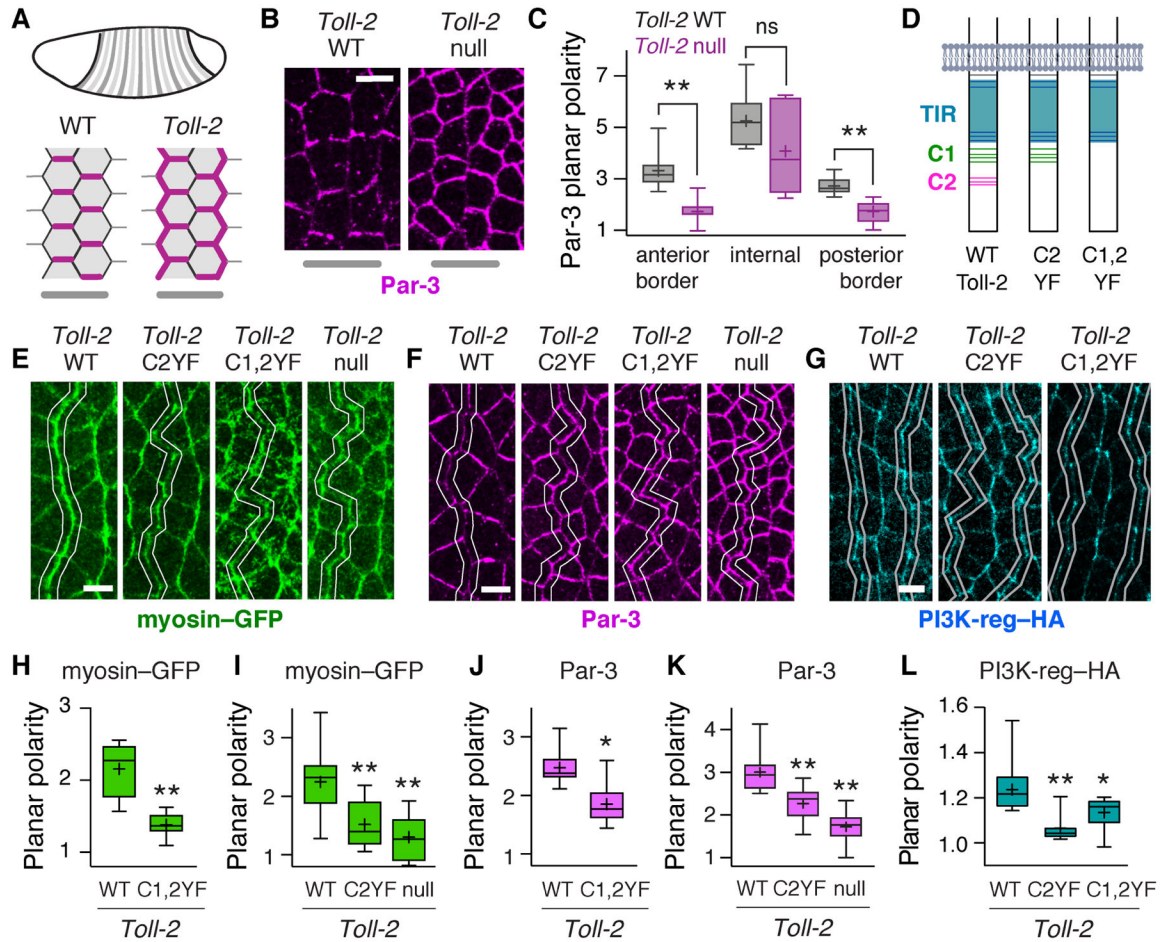 A
WT
Toll-2
B
Toll-2
WT
Toll-2
null
Par-3
C
Toll-2 WT
Toll-2 null
Par-3 planar polarity
7
5
3
1
**
ns
**
anterior
border
internal
posterior
border
D
TIR
C1
C2
WT
Toll-2
C2
YF
C1,2
YF
E
Toll-2
WT
Toll-2
C2YF
Toll-2
C1,2YF
Toll-2
null
myosin–GFP
F
Toll-2
WT
Toll-2
C2YF
Toll-2
C1,2YF
Toll-2
null
Par-3
G
Toll-2
WT
Toll-2
C2YF
Toll-2
C1,2YF
PI3K-reg–HA
H
myosin–GFP
Planar polarity
3
2
1
**
WT C1,2YF
Toll-2
I
myosin–GFP
Planar polarity
3
2
1
**
**
WT C2YF null
Toll-2
J
Par-3
Planar polarity
3
2
1
*
WT C1,2YF
Toll-2
K
Par-3
Planar polarity
4
3
2
1
**
**
WT C2YF null
Toll-2
L
PI3K-reg–HA
Planar polarity
1.6
1.4
1.2
1.0
**
*
WT C2YF C1,2YF
Toll-2